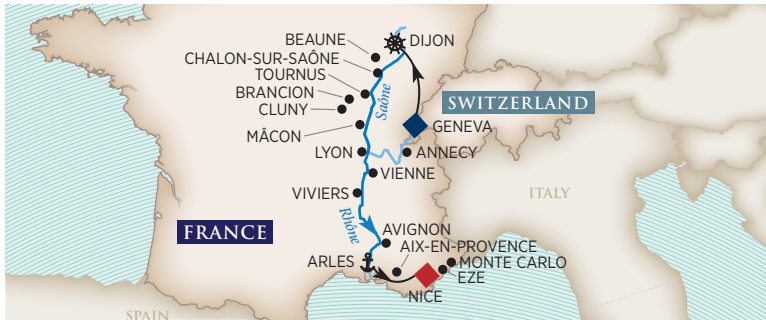 BEAUNE
DIJON
CHALON-SUR-SAÔNE
TOURNUS
BRANCION
CLUNY
Saône
SWITZERLAND
GENEVA
MÂCON
LYON
ANNECY
VIENNE
VIVIERS
ITALY
Rhône
FRANCE
AVIGNON
AIX-EN-PROVENCE
ARLES
MONTE CARLO
EZE
NICE
SPAIN